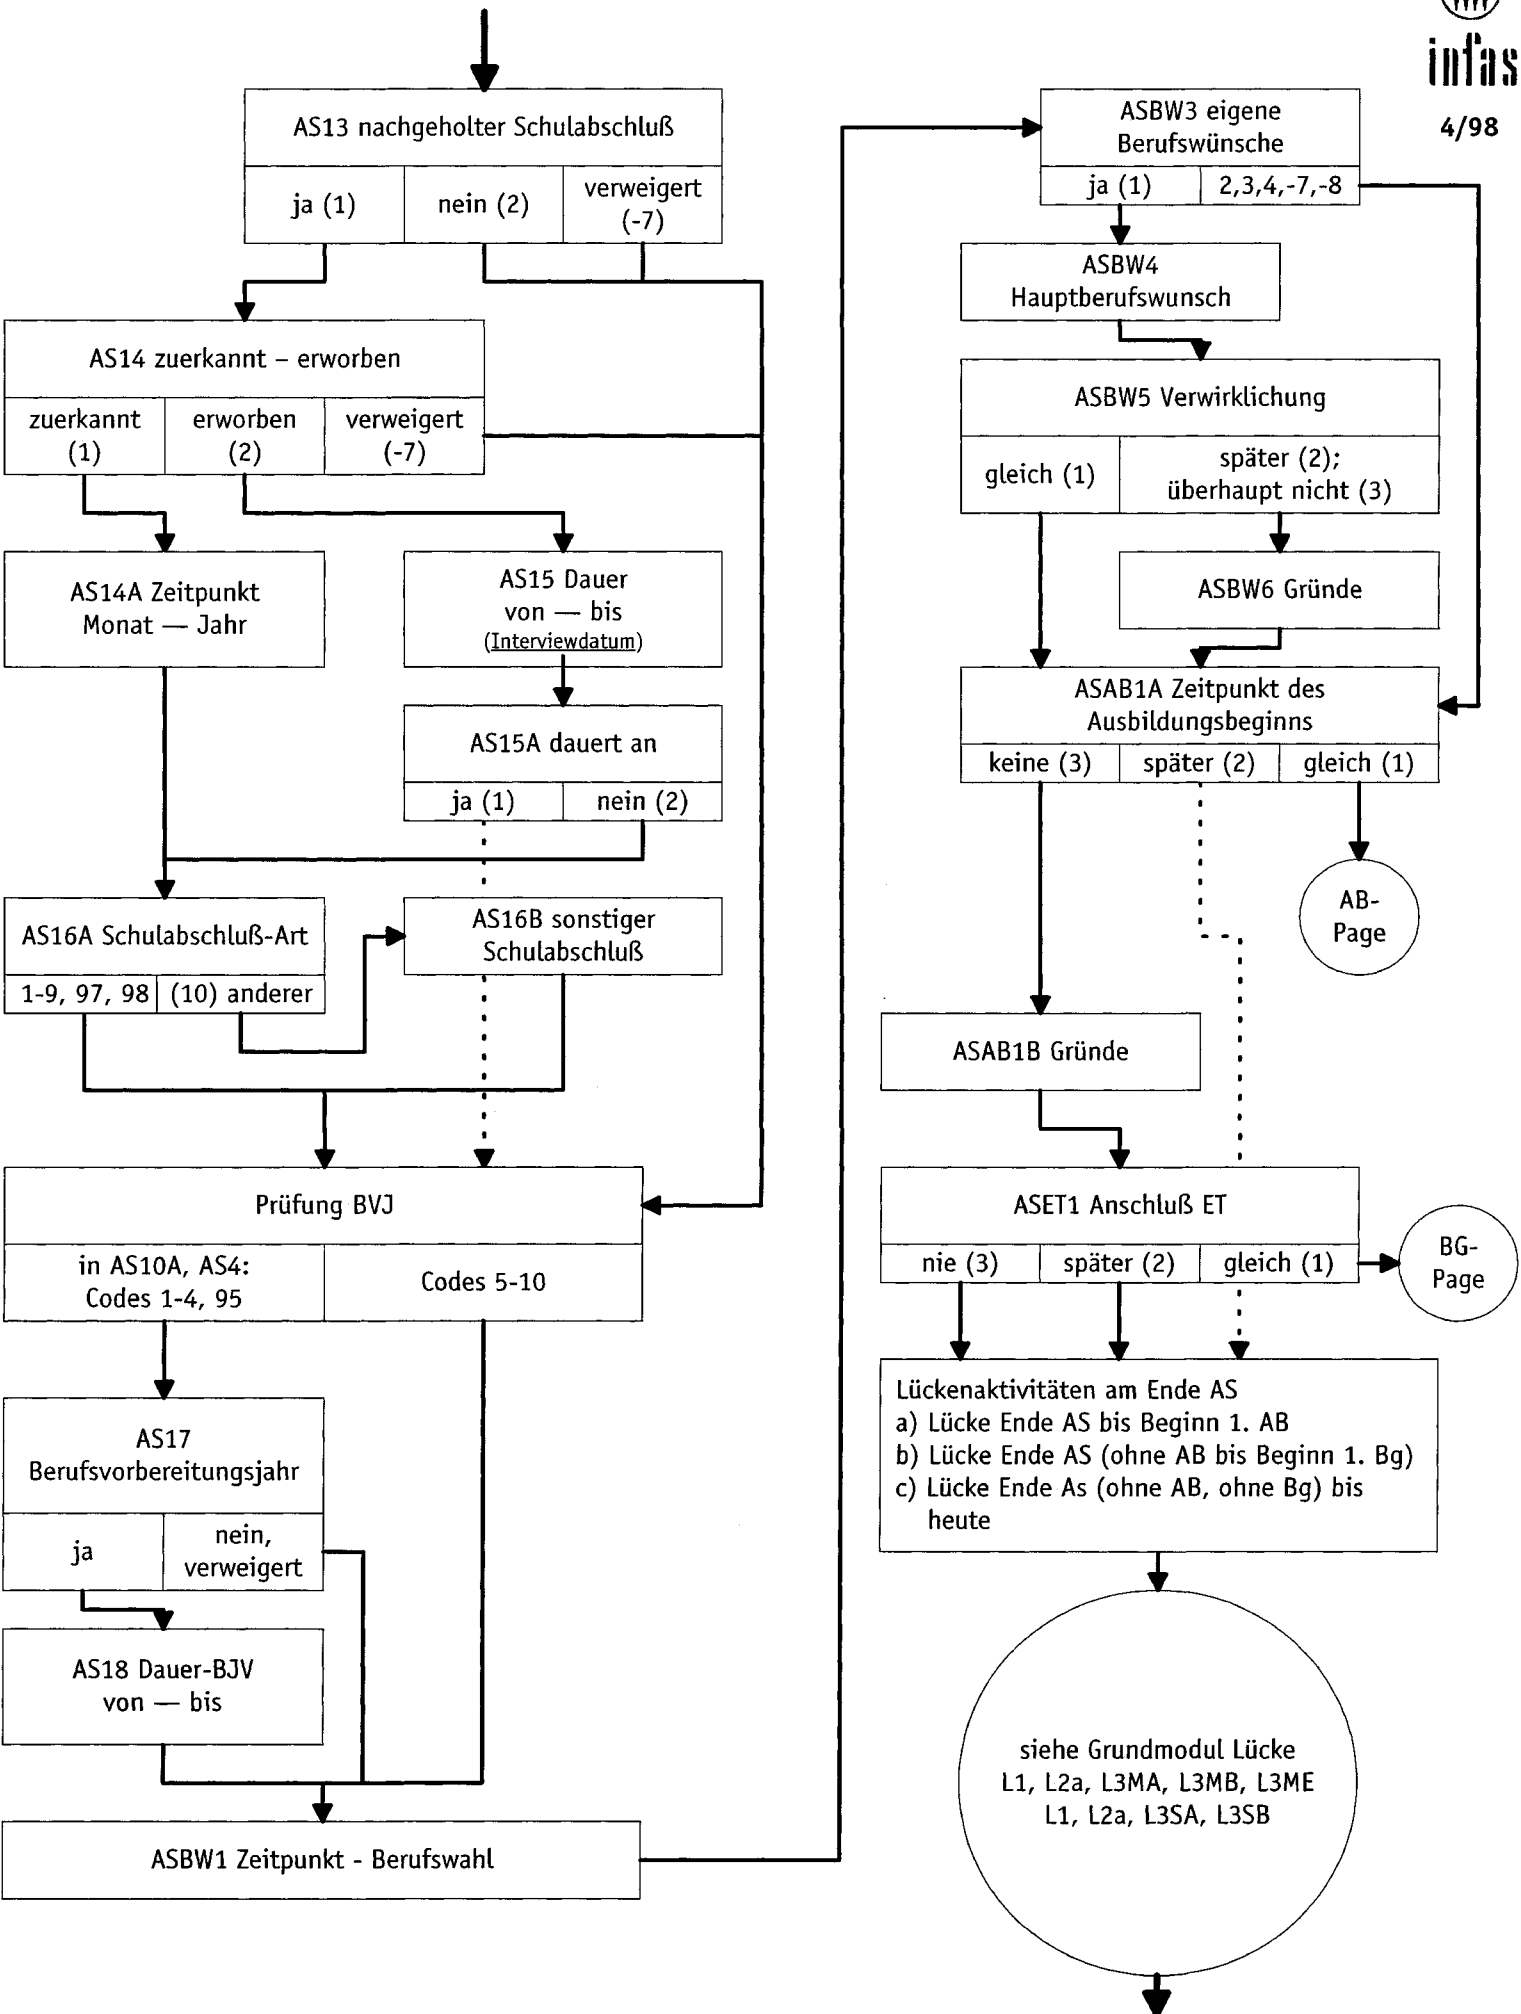 infas
4/98
AS13 nachgeholter Schulabschluß
ja (1)
nein (2)
verweigert
(-7)
AS14 zuerkannt – erworben
zuerkannt
(1)
erworben
(2)
verweigert
(-7)
AS14A Zeitpunkt
Monat — Jahr
AS15 Dauer
von — bis
(Interviewdatum)
AS15A dauert an
ja (1)
nein (2)
AS16A Schulabschluß-Art
1-9, 97, 98
(10) anderer
AS16B sonstiger
Schulabschluß
Prüfung BVJ
in AS10A, AS4:
Codes 1-4, 95
Codes 5-10
AS17
Berufsvorbereitungsjahr
ja
nein,
verweigert
AS18 Dauer-BJV
von — bis
ASBW1 Zeitpunkt - Berufswahl
ASBW3 eigene
Berufswünsche
ja (1)
2,3,4,-7,-8
ASBW4
Hauptberufswunsch
ASBW5 Verwirklichung
gleich (1)
später (2);
überhaupt nicht (3)
ASBW6 Gründe
ASAB1A Zeitpunkt des
Ausbildungsbeginns
keine (3)
später (2)
gleich (1)
AB-
Page
ASAB1B Gründe
ASET1 Anschluß ET
nie (3)
später (2)
gleich (1)
BG-
Page
Lückenaktivitäten am Ende AS
a) Lücke Ende AS bis Beginn 1. AB
b) Lücke Ende AS (ohne AB bis Beginn 1. Bg)
c) Lücke Ende As (ohne AB, ohne Bg) bis
heute
siehe Grundmodul Lücke
L1, L2a, L3MA, L3MB, L3ME
L1, L2a, L3SA, L3SB